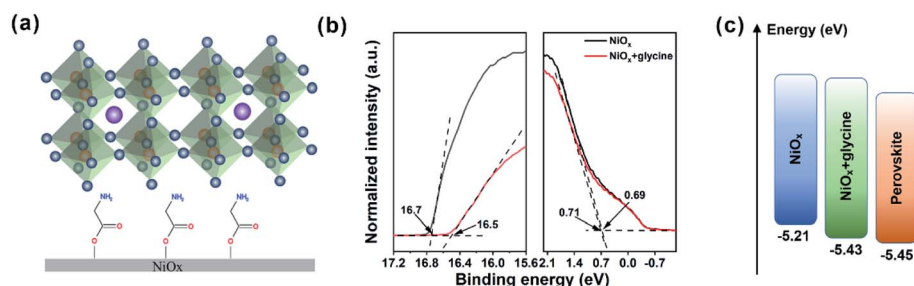 (a)
NH₂
NH₂
NH₂
O
O
O
O
O
O
NiOx
(b)
Normalized intensity (a.u.)
NiOₓ
NiOₓ+glycine
16.7
16.5
0.71
0.69
17.2 16.8 16.4 16.0 15.6 2.1 1.4 0.7 0.0 -0.7
Binding energy (eV)
(c)
Energy (eV)
NiOₓ
NiOₓ+glycine
Perovskite
-5.21
-5.43
-5.45